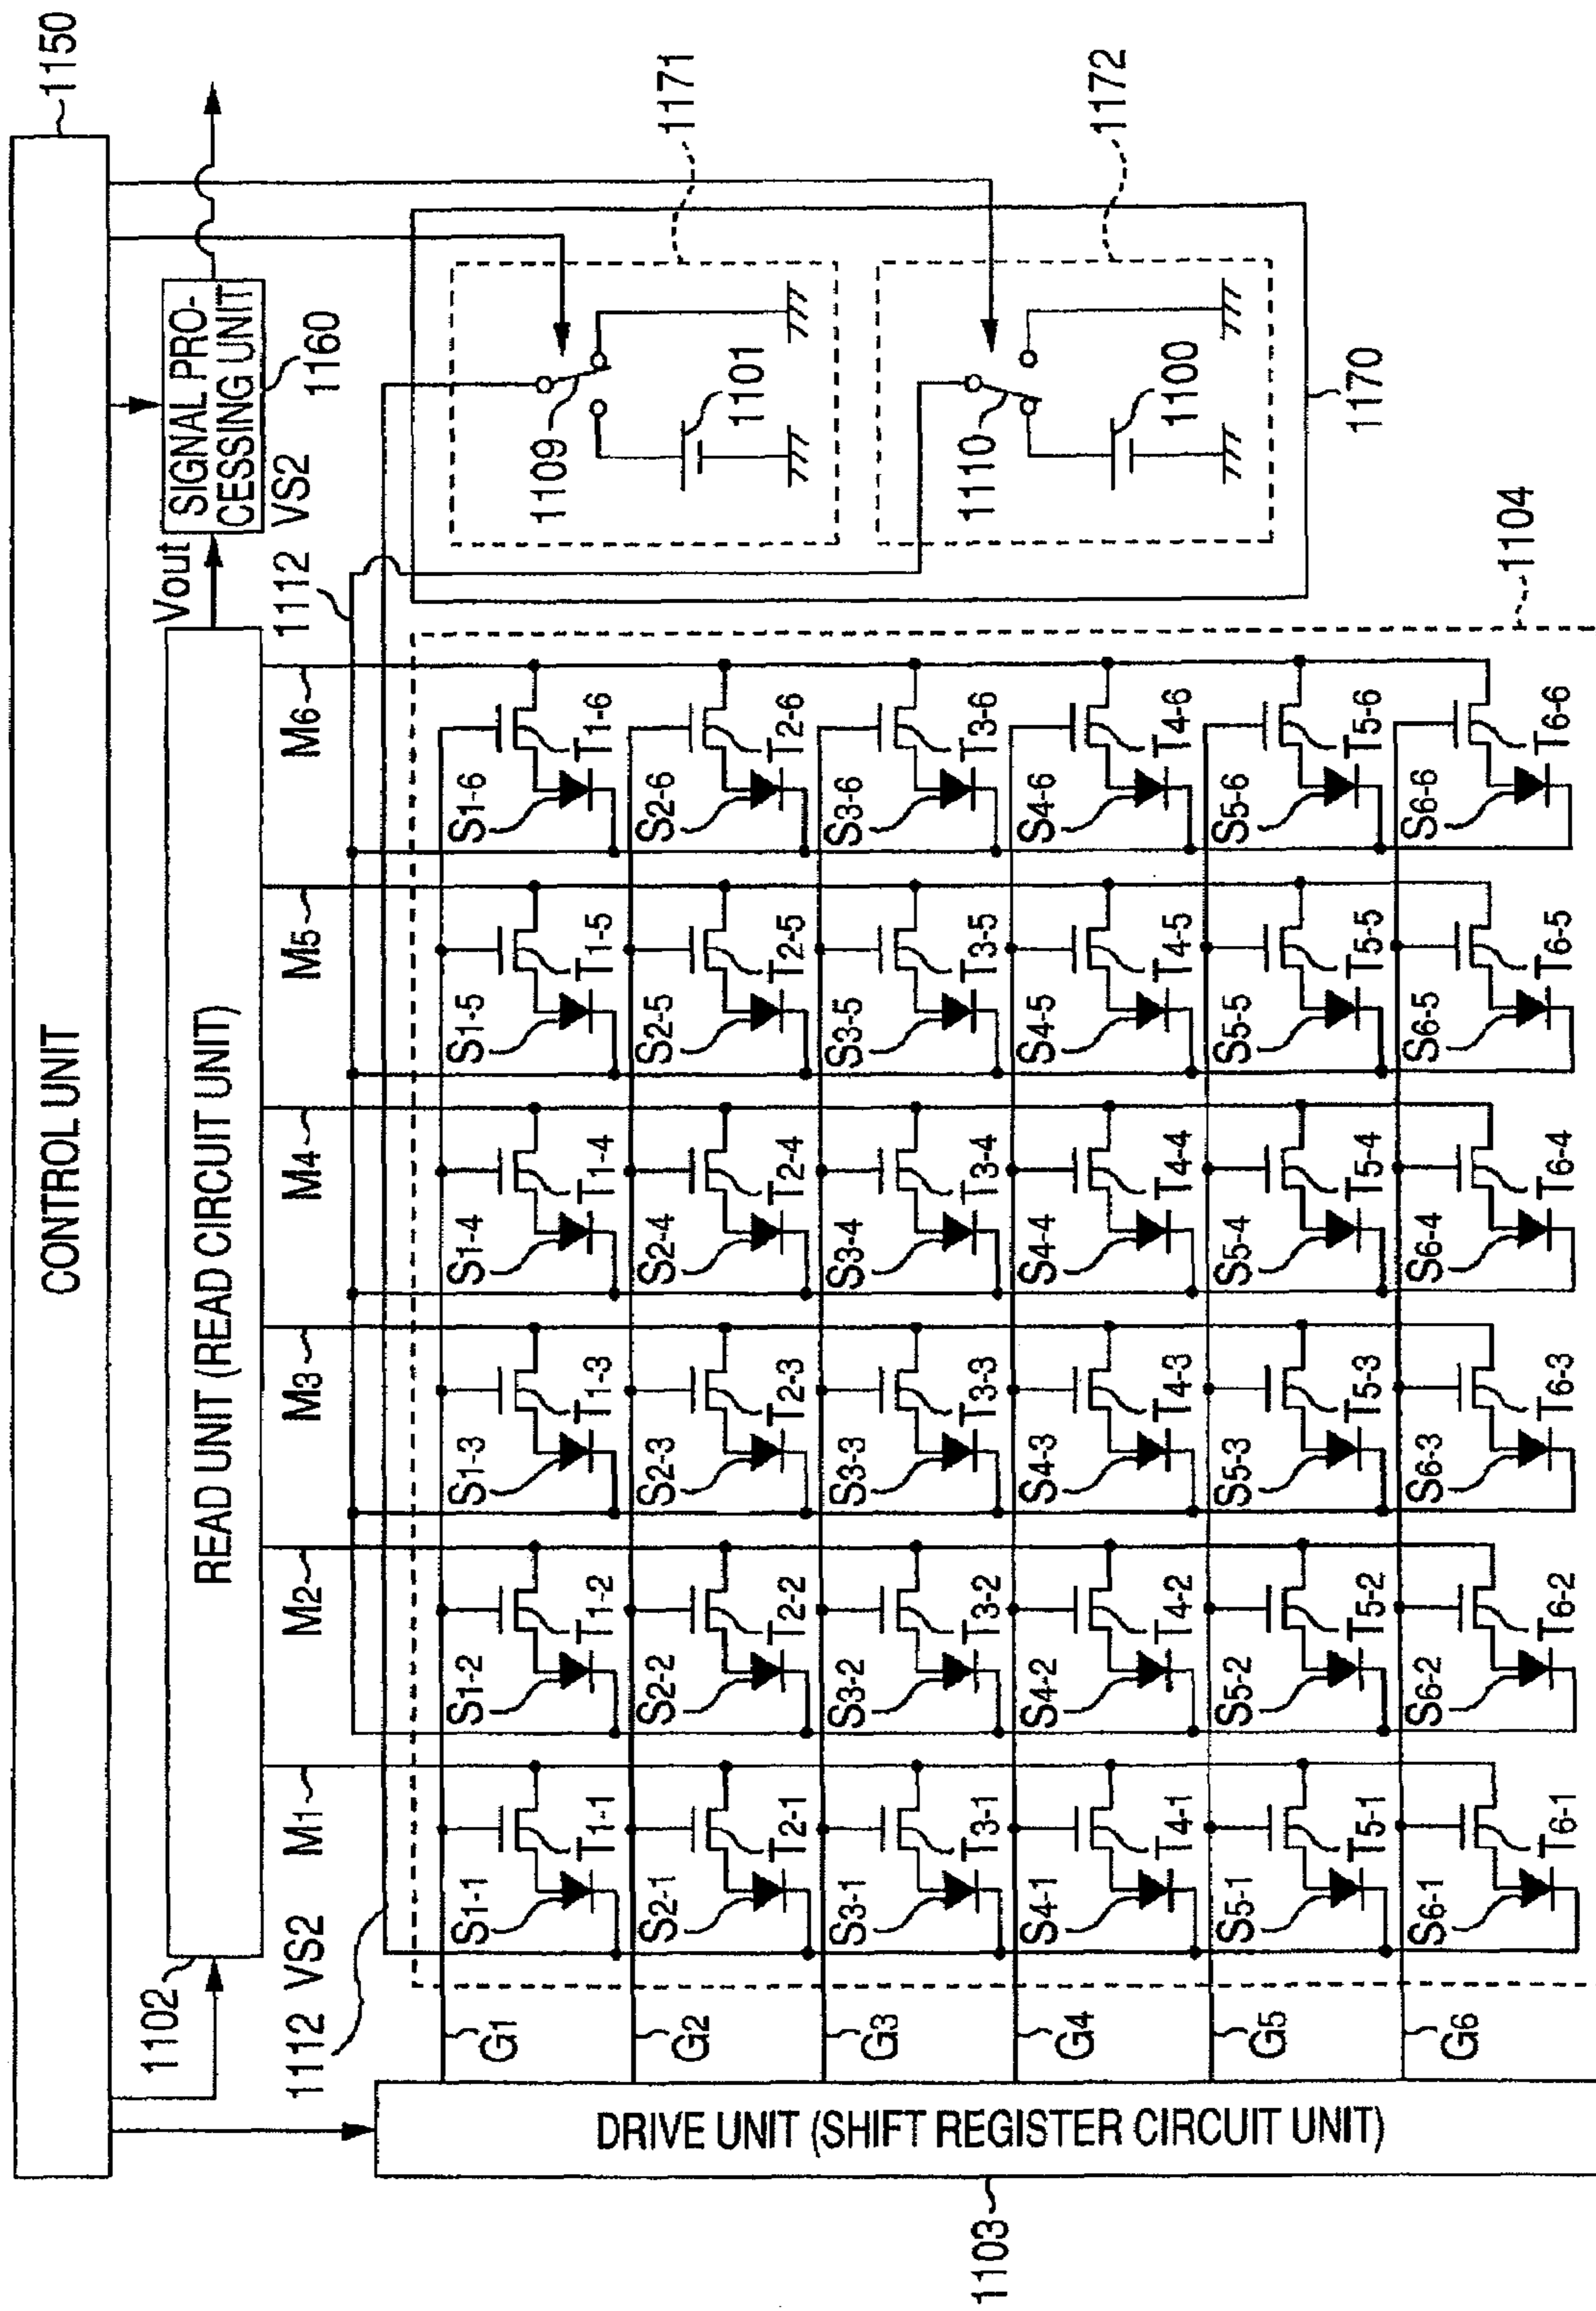 CONTROL UNIT
1150
1102
READ UNIT (READ CIRCUIT UNIT)
Vout
SIGNAL PRO-
CESSING UNIT
1160
1112 VS2
M1
M2
M3
M4
M5
M6
1112 VS2
1103
DRIVE UNIT (SHIFT REGISTER CIRCUIT UNIT)
G1
S1-1
T1-1
S1-2
T1-2
S1-3
T1-3
S1-4
T1-4
S1-5
T1-5
S1-6
T1-6
G2
S2-1
T2-1
S2-2
T2-2
S2-3
T2-3
S2-4
T2-4
S2-5
T2-5
S2-6
T2-6
G3
S3-1
T3-1
S3-2
T3-2
S3-3
T3-3
S3-4
T3-4
S3-5
T3-5
S3-6
T3-6
G4
S4-1
T4-1
S4-2
T4-2
S4-3
T4-3
S4-4
T4-4
S4-5
T4-5
S4-6
T4-6
G5
S5-1
T5-1
S5-2
T5-2
S5-3
T5-3
S5-4
T5-4
S5-5
T5-5
S5-6
T5-6
G6
S6-1
T6-1
S6-2
T6-2
S6-3
T6-3
S6-4
T6-4
S6-5
T6-5
S6-6
T6-6
1104
1109
1101
1171
1110
1100
1172
1170